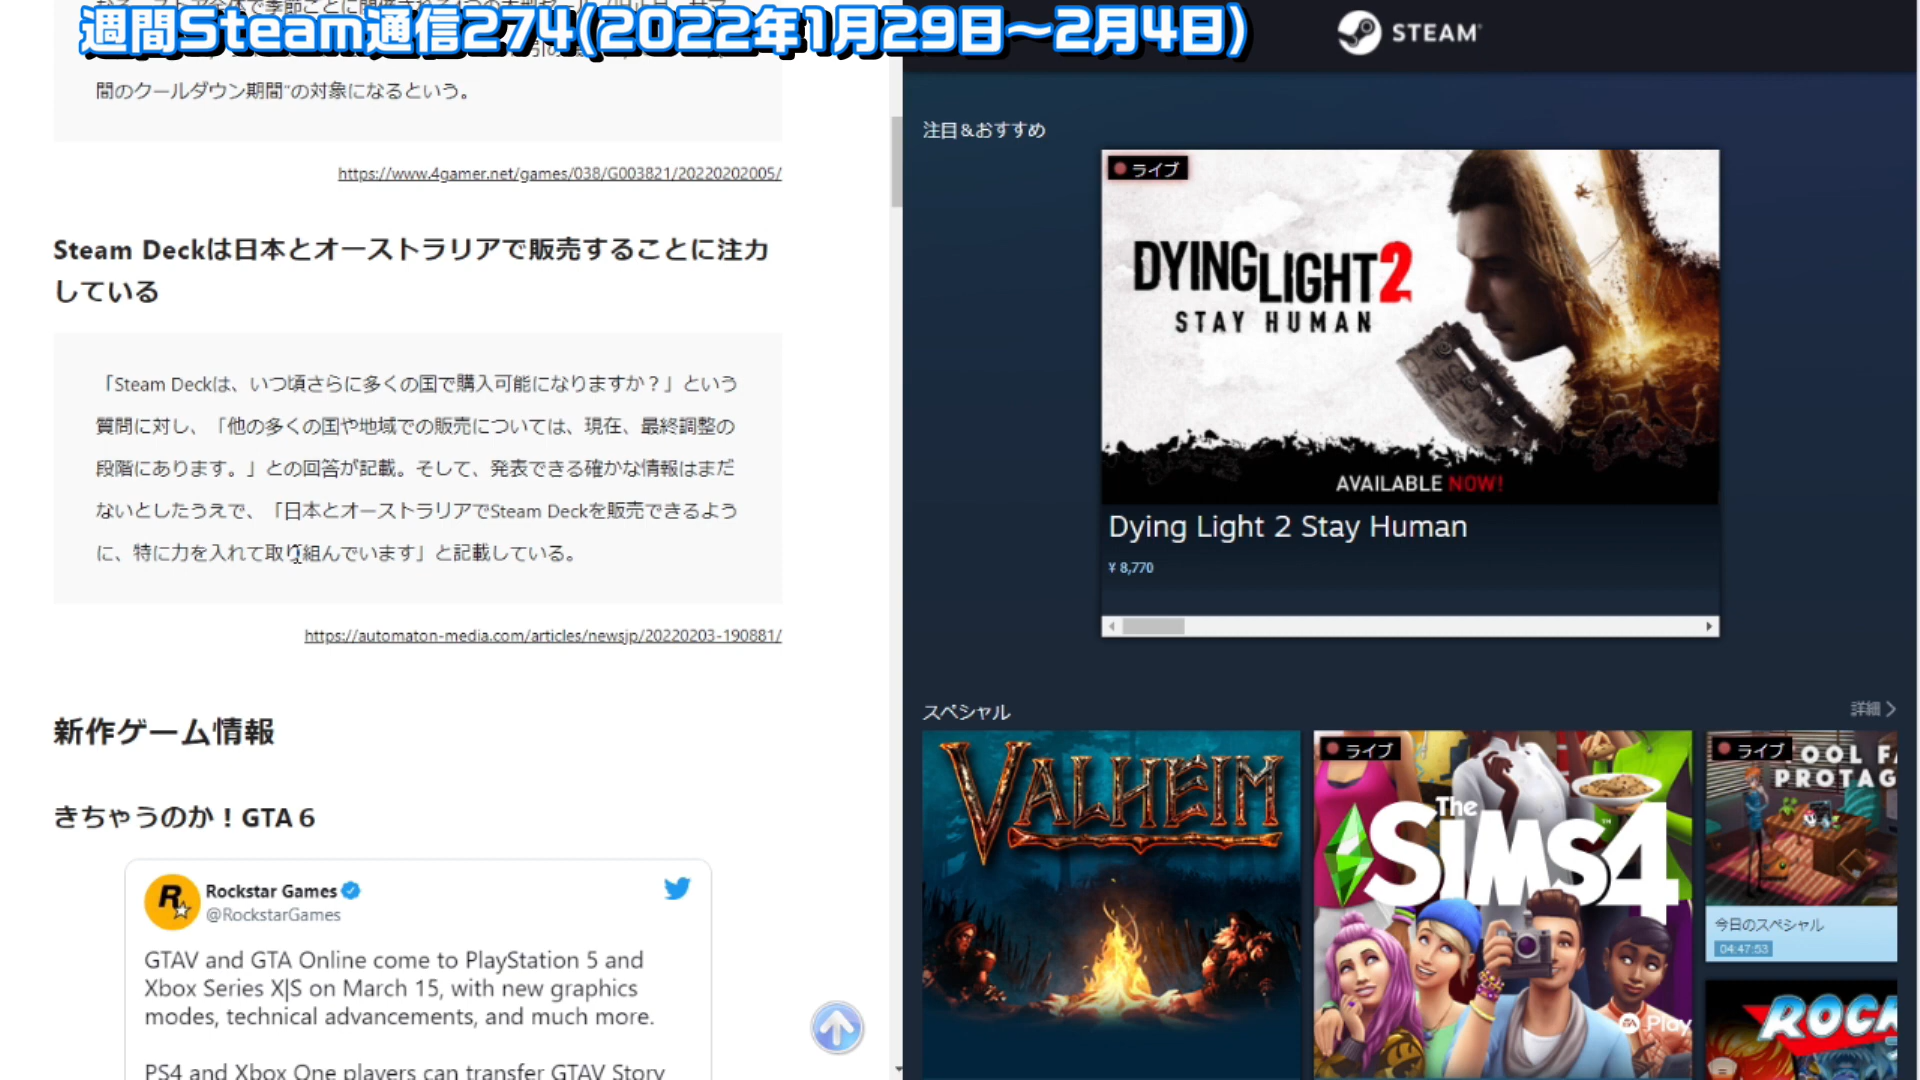 週間Steam通信274(2022年1月29日～2月4日)
間のクールダウン期間”の対象になるという。
https://www.4gamer.net/games/038/G003821/20220202005/
Steam Deckは日本とオーストラリアで販売することに注力
している
「Steam Deckは、いつ頃さらに多くの国で購入可能になりますか？」という
質問に対し、「他の多くの国や地域での販売については、現在、最終調整の
段階にあります。」との回答が記載。そして、発表できる確かな情報はまだ
ないとしたうえで、「日本とオーストラリアでSteam Deckを販売できるよう
に、特に力を入れて取り組んでいます」と記載している。
https://automaton-media.com/articles/newsjp/20220203-190881/
新作ゲーム情報
きちゃうのか！GTA６
Rockstar Games
@RockstarGames
GTAV and GTA Online come to PlayStation 5 and
Xbox Series X|S on March 15, with new graphics
modes, technical advancements, and much more.
PS4 and Xbox One players can transfer GTAV Story
STEAM
注目＆おすすめ
ライブ
DYING LIGHT 2
STAY HUMAN
AVAILABLE NOW!
Dying Light 2 Stay Human
¥ 8,770
スペシャル
詳細
VALHEIM
ライブ
The SIMS 4
EA Play
ライブ
OOL FA
PROTAG
今日のスペシャル
04:47:53
ROCK